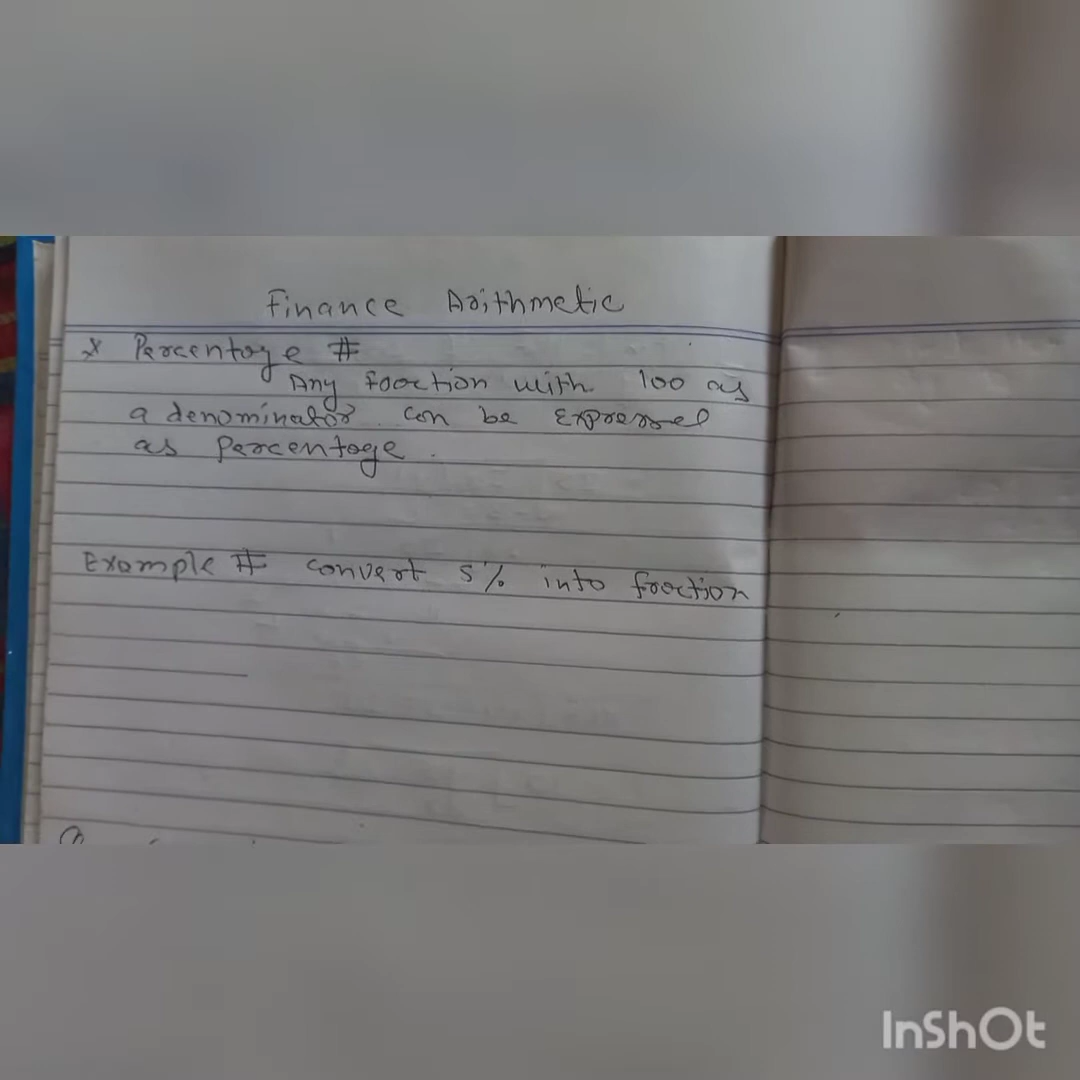 Finance Arithmetic
* Percentage #
Any fraction with 100 as
a denominator can be Expressed
as Percentage.
Example # convert 5% into fraction
InShOt